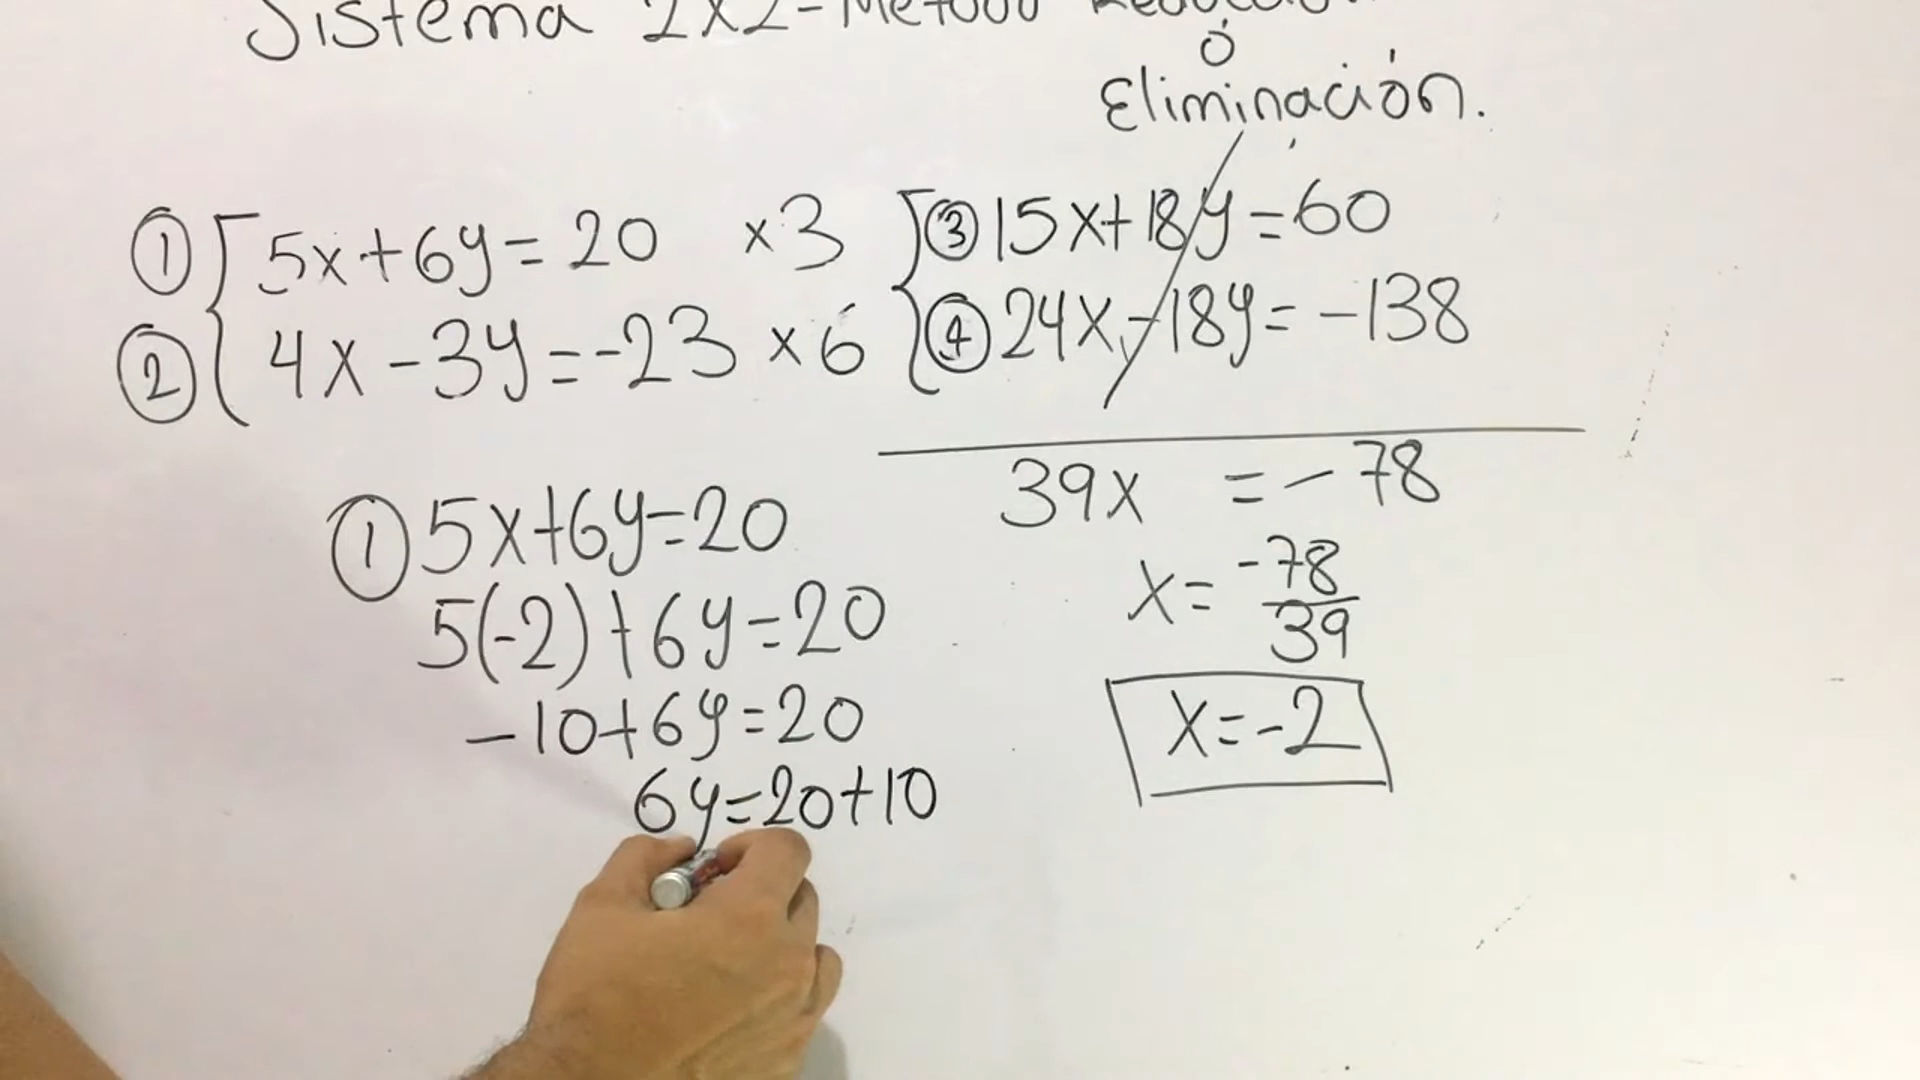 Sistema 2x2-Método
ó
Eliminación.
① 5x+6y=20 x3
② 4x-3y=-23 x6
③ 15x+18y=60
④ 24x-18y=-138
39x = -78
x= -78
39
x=-2
① 5x+6y=20
5(-2)+6y=20
-10+6y=20
6y=20+10